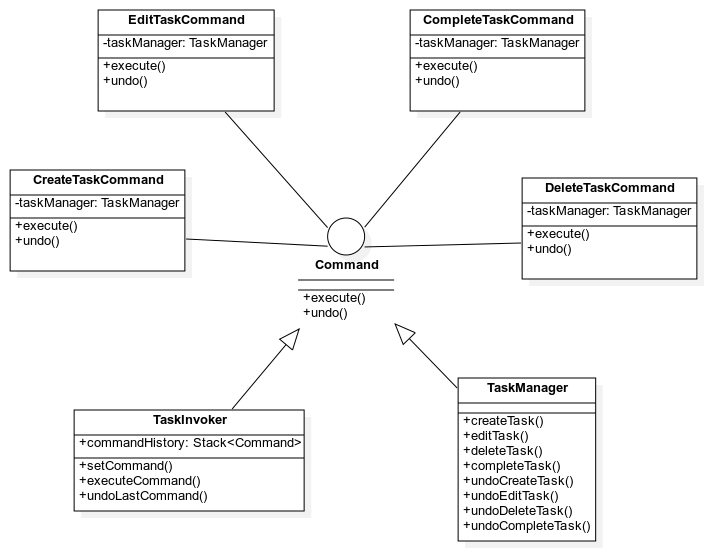 EditTaskCommand
-taskManager: TaskManager
+execute()
+undo()
CompleteTaskCommand
-taskManager: TaskManager
+execute()
+undo()
CreateTaskCommand
-taskManager: TaskManager
+execute()
+undo()
DeleteTaskCommand
-taskManager: TaskManager
+execute()
+undo()
Command
+execute()
+undo()
TaskInvoker
+commandHistory: Stack<Command>
+setCommand()
+executeCommand()
+undoLastCommand()
TaskManager
+createTask()
+editTask()
+deleteTask()
+completeTask()
+undoCreateTask()
+undoEditTask()
+undoDeleteTask()
+undoCompleteTask()